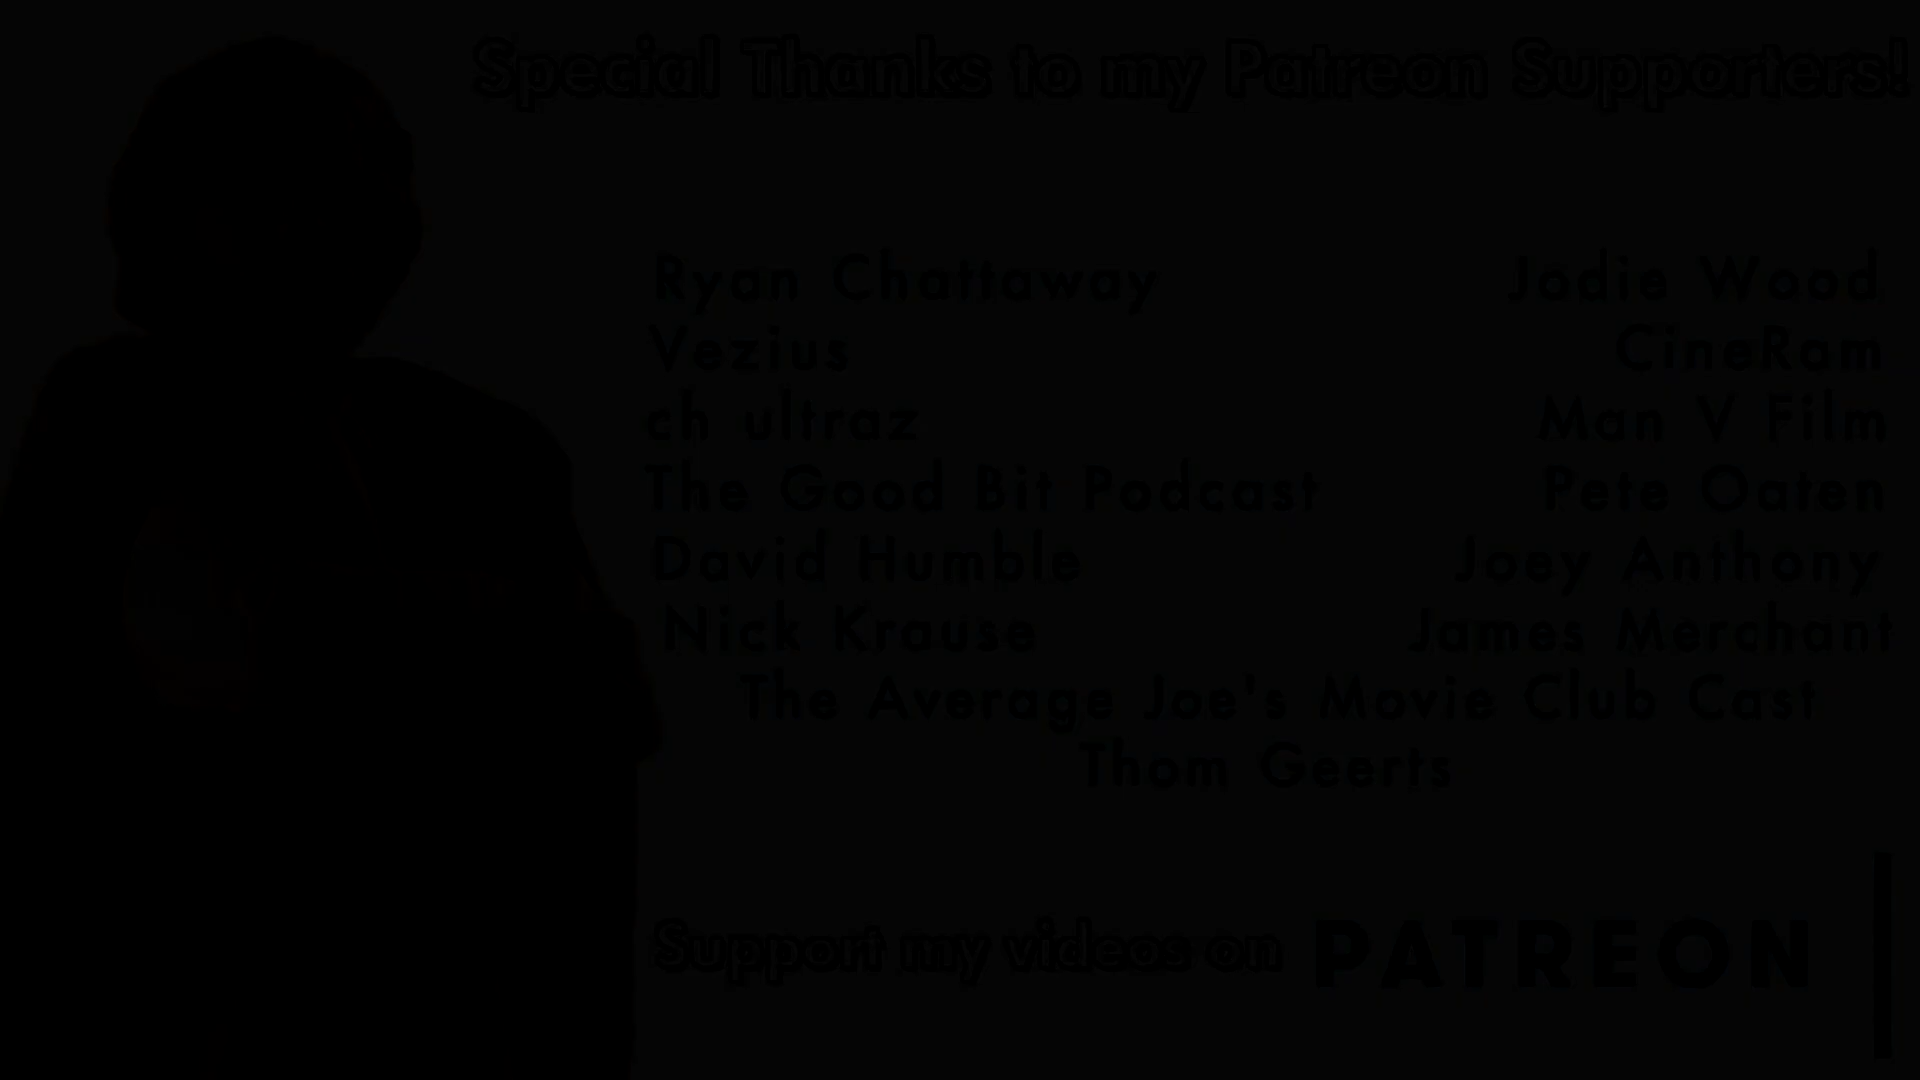 Special Thanks to my Patreon Supporters!
Ryan Chattaway Jodie Wood
Vezius CineRam
ch ultraz Man V Film
The Good Bit Podcast Pete Oaten
David Humble Joey Anthony
Nick Krause James Merchant
The Average Joe's Movie Club Cast
Thom Geerts
Support my videos on PATREON